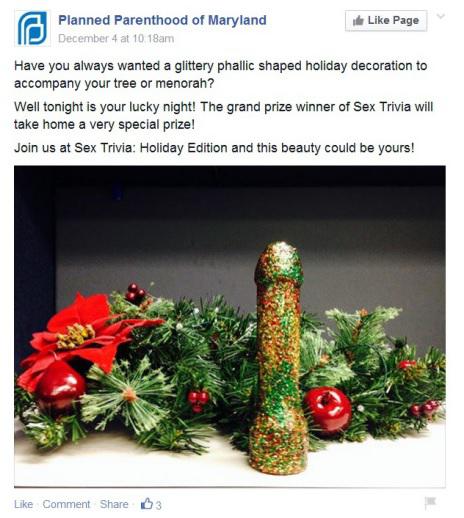 Planned Parenthood of Maryland
Like Page
December 4 at 10:18am
Have you always wanted a glittery phallic shaped holiday decoration to
accompany your tree or menorah?
Well tonight is your lucky night! The grand prize winner of Sex Trivia will
take home a very special prize!
Join us at Sex Trivia: Holiday Edition and this beauty could be yours!
Like · Comment · Share · 3